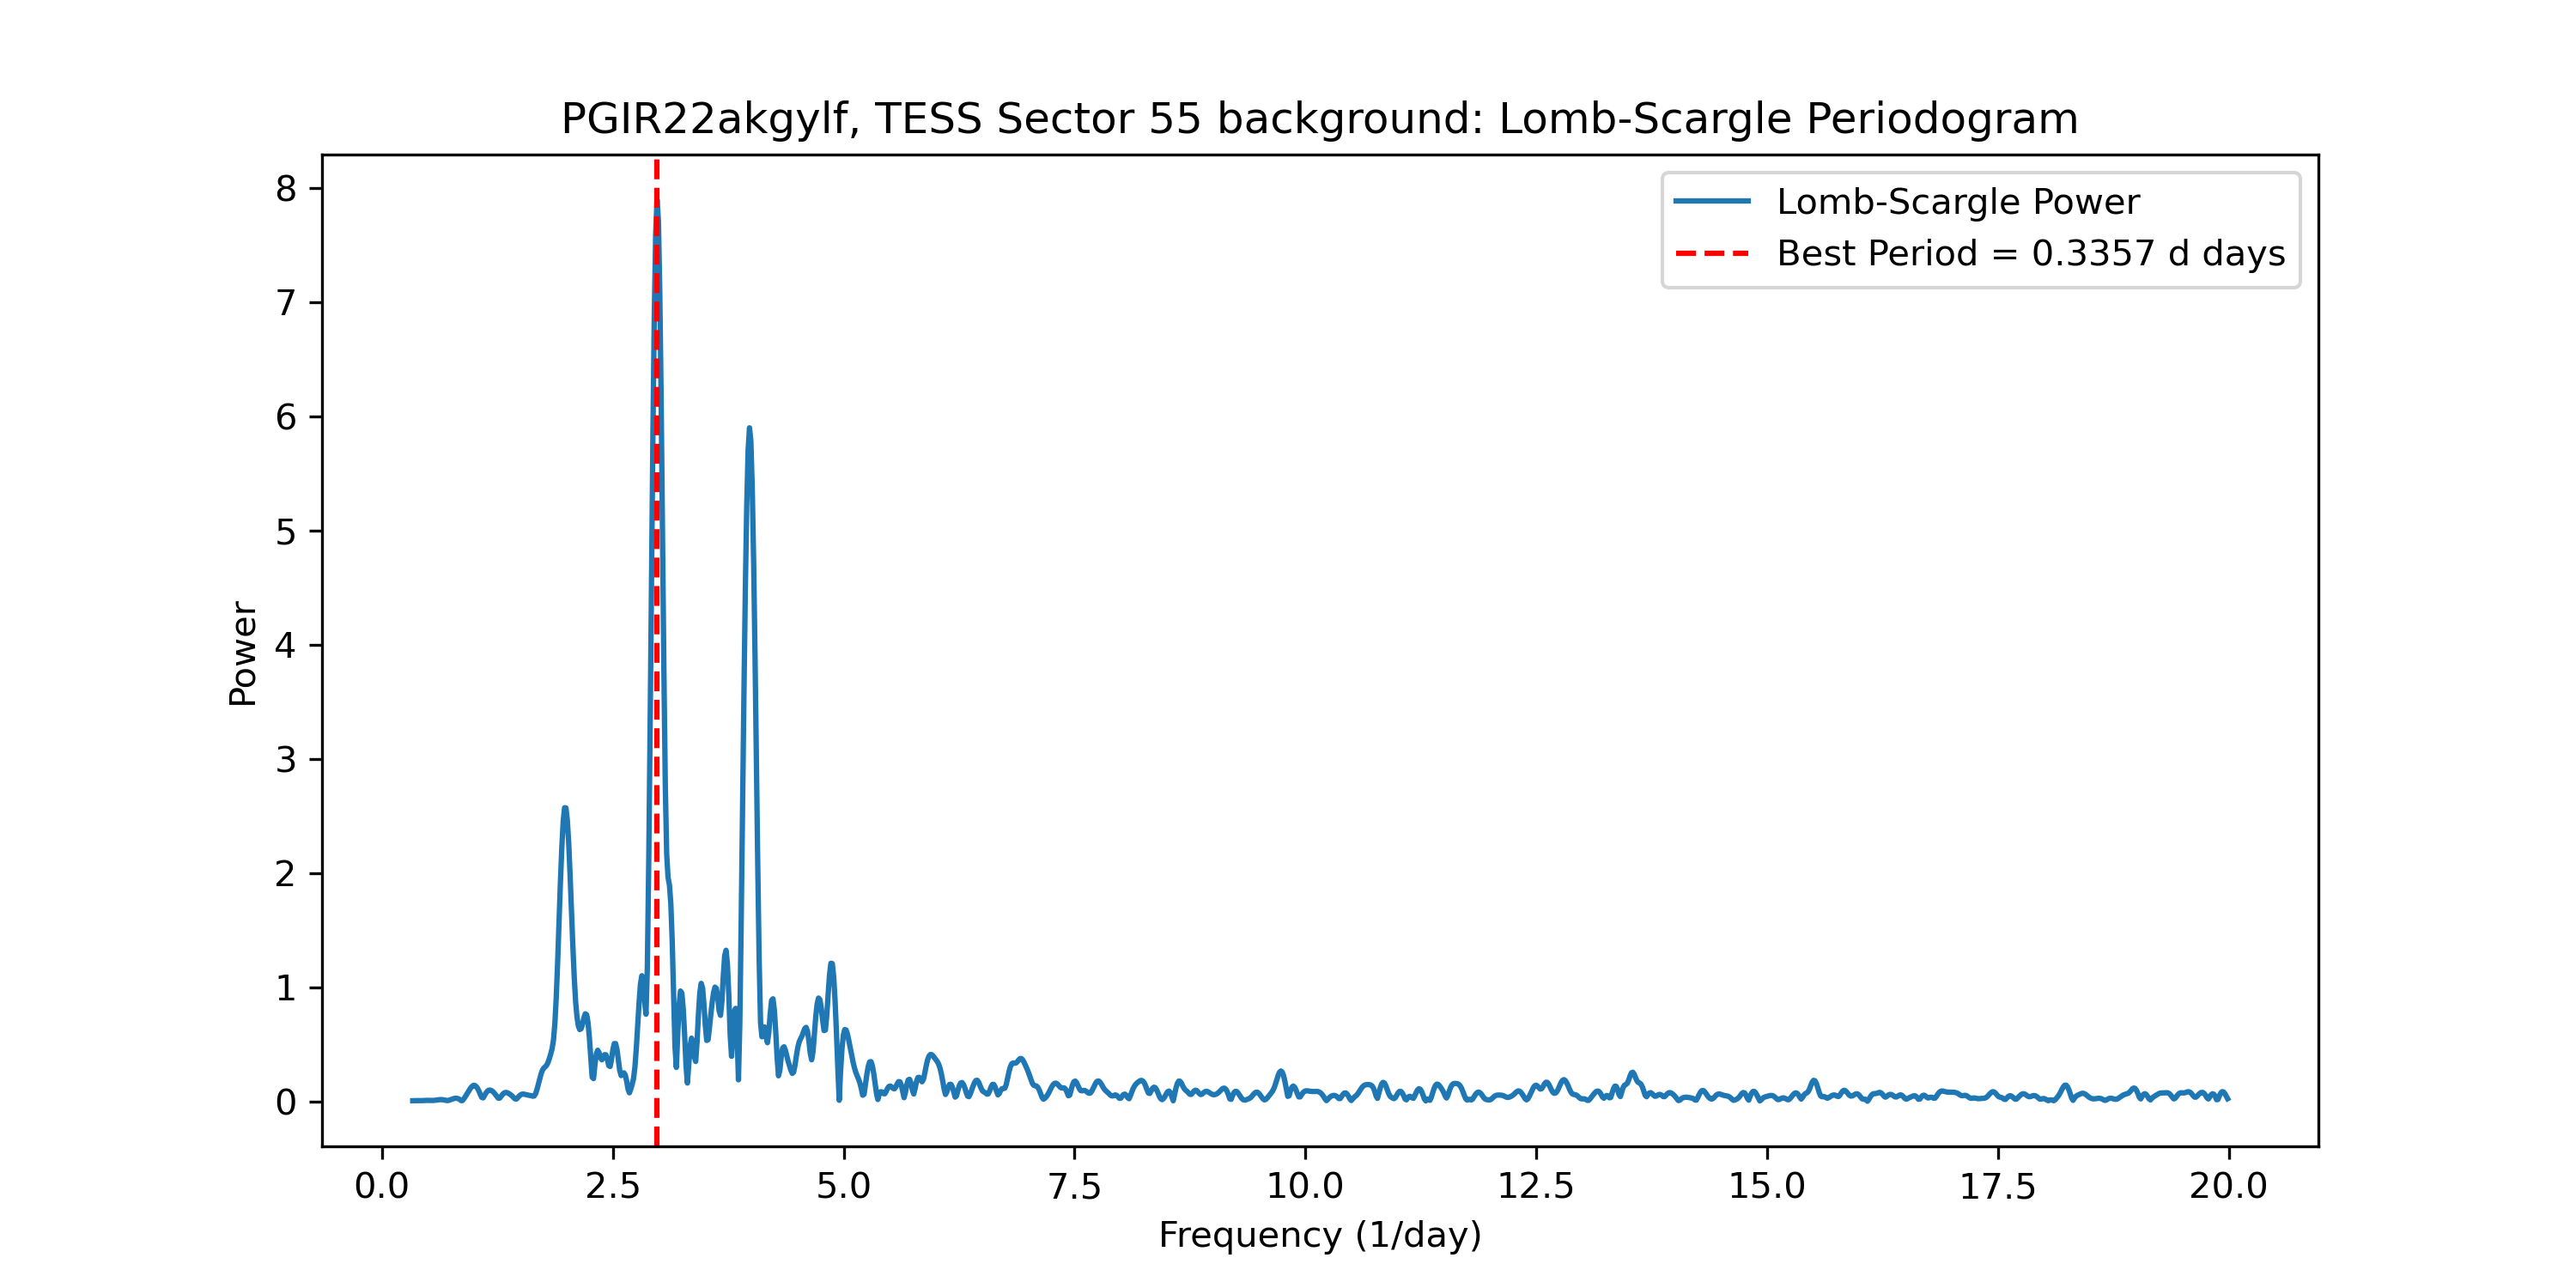 PGIR22akgylf, TESS Sector 55 background: Lomb-Scargle Periodogram
Lomb-Scargle Power
Best Period = 0.3357 d days
Power
8
7
6
5
4
3
2
1
0
0.0 2.5 5.0 7.5 10.0 12.5 15.0 17.5 20.0
Frequency (1/day)